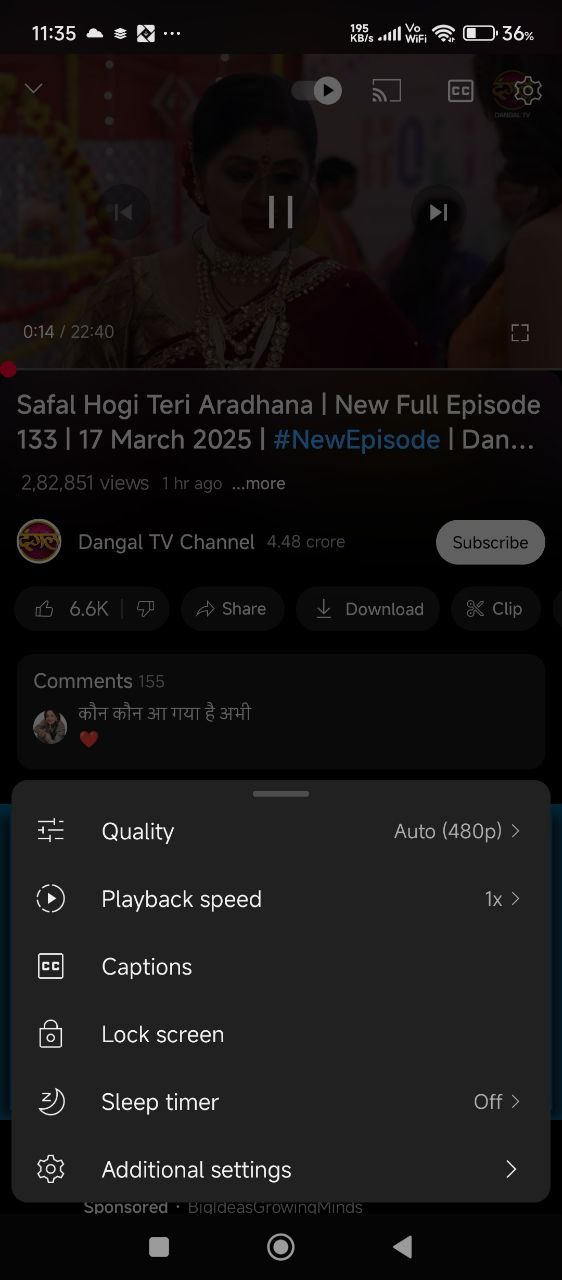 11:35
195 KB/s Vo WiFi 36%
CC
DANGAL TV
0:14 / 22:40
Safal Hogi Teri Aradhana | New Full Episode
133 | 17 March 2025 | #NewEpisode | Dan...
2,82,851 views 1 hr ago ...more
दंगल
Dangal TV Channel 4.48 crore Subscribe
6.6K Share Download Clip
Comments 155
कौन कौन आ गया है अभी
Quality Auto (480p)
Playback speed 1x
CC Captions
Lock screen
Sleep timer Off
Additional settings
Sponsored · BigIdeasGrowingMinds